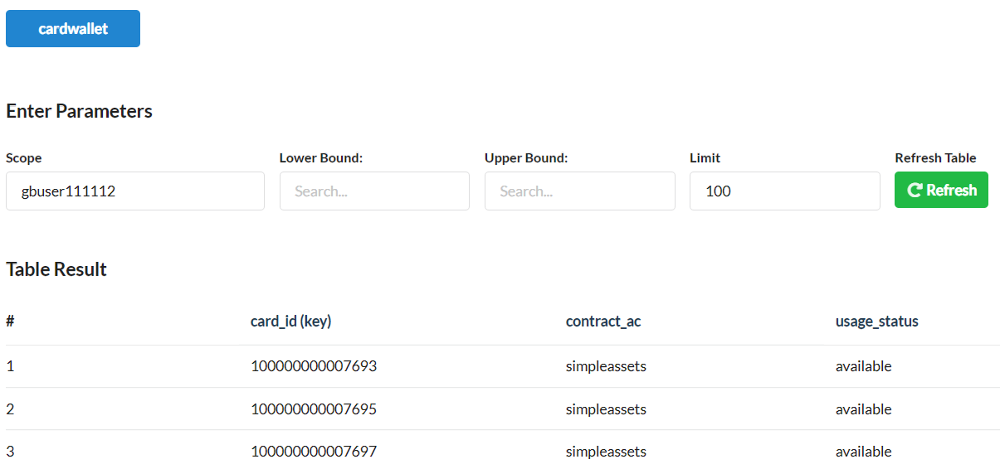 cardwallet
Enter Parameters
Scope Lower Bound: Upper Bound: Limit Refresh Table
gbuser111112 Search... Search... 100 Refresh
Table Result
# card_id (key) contract_ac usage_status
1 100000000007693 simpleassets available
2 100000000007695 simpleassets available
3 100000000007697 simpleassets available